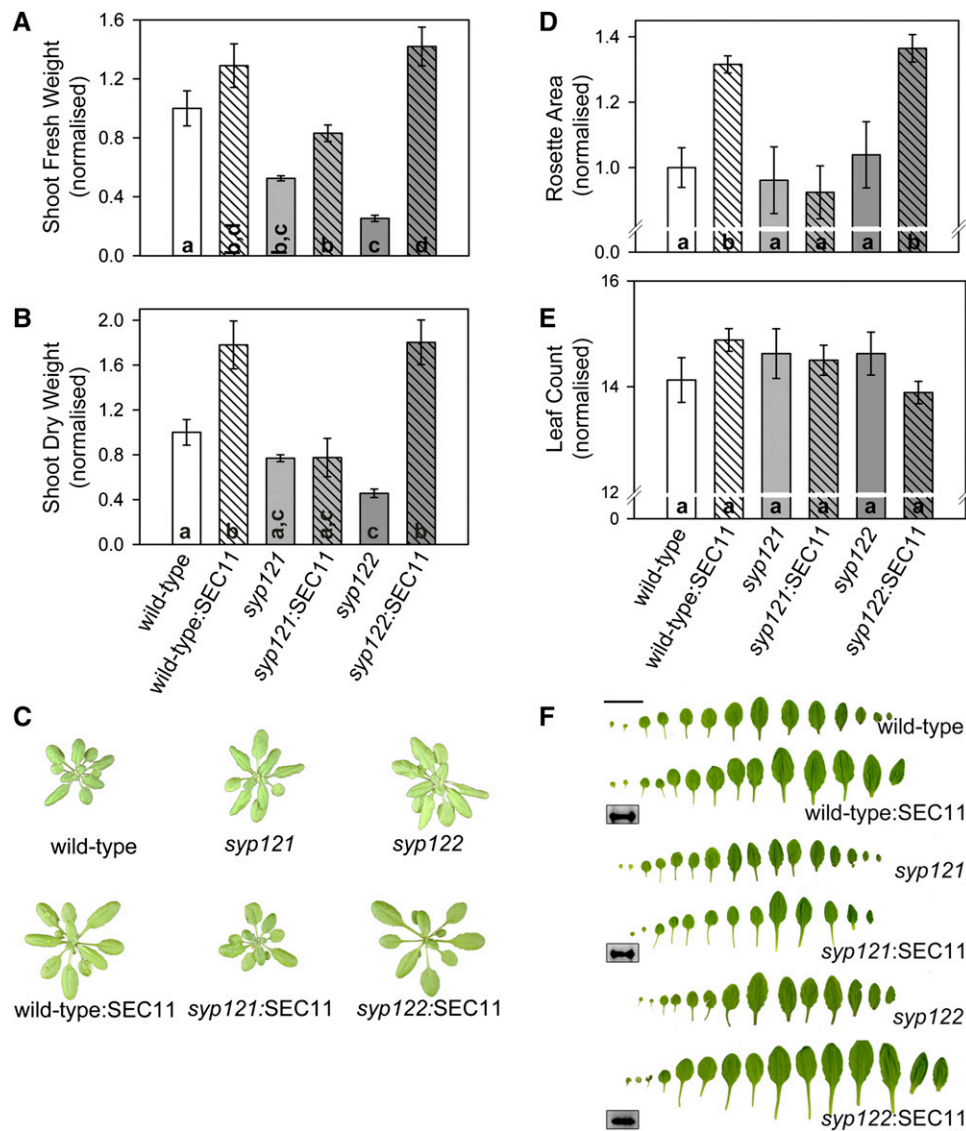 A
Shoot Fresh Weight
(normalised)
1.6
1.2
0.8
0.4
0.0
a
b,d
b,c
b
c
d
B
Shoot Dry Weight
(normalised)
2.0
1.6
1.2
0.8
0.4
0.0
a
b
a,c
a,c
c
b
wild-type
wild-type:SEC11
syp121
syp121:SEC11
syp122
syp122:SEC11
C
wild-type
syp121
syp122
wild-type:SEC11
syp121:SEC11
syp122:SEC11
D
Rosette Area
(normalised)
1.4
1.2
1.0
0.0
a
b
a
a
a
b
E
Leaf Count
(normalised)
16
14
12
0
a
a
a
a
a
a
wild-type
wild-type:SEC11
syp121
syp121:SEC11
syp122
syp122:SEC11
F
wild-type
wild-type:SEC11
syp121
syp121:SEC11
syp122
syp122:SEC11